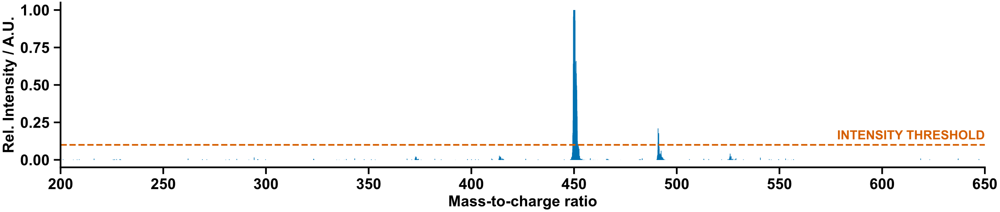 Rel. Intensity / A.U.
1.00
0.75
0.50
0.25
0.00
INTENSITY THRESHOLD
200 250 300 350 400 450 500 550 600 650
Mass-to-charge ratio